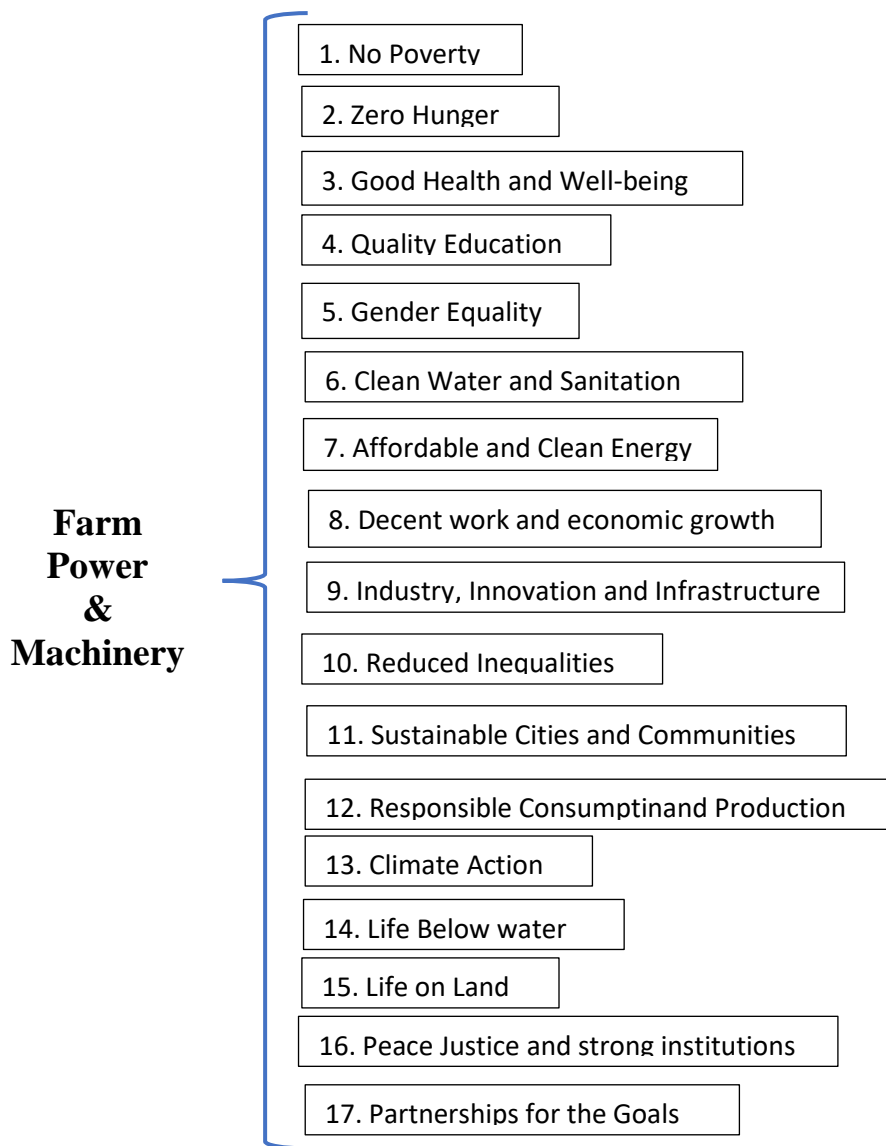 1. No Poverty
2. Zero Hunger
3. Good Health and Well-being
4. Quality Education
5. Gender Equality
6. Clean Water and Sanitation
7. Affordable and Clean Energy
Farm
Power
&
Machinery
8. Decent work and economic growth
9. Industry, Innovation and Infrastructure
10. Reduced Inequalities
11. Sustainable Cities and Communities
12. Responsible Consumptinand Production
13. Climate Action
14. Life Below water
15. Life on Land
16. Peace Justice and strong institutions
17. Partnerships for the Goals